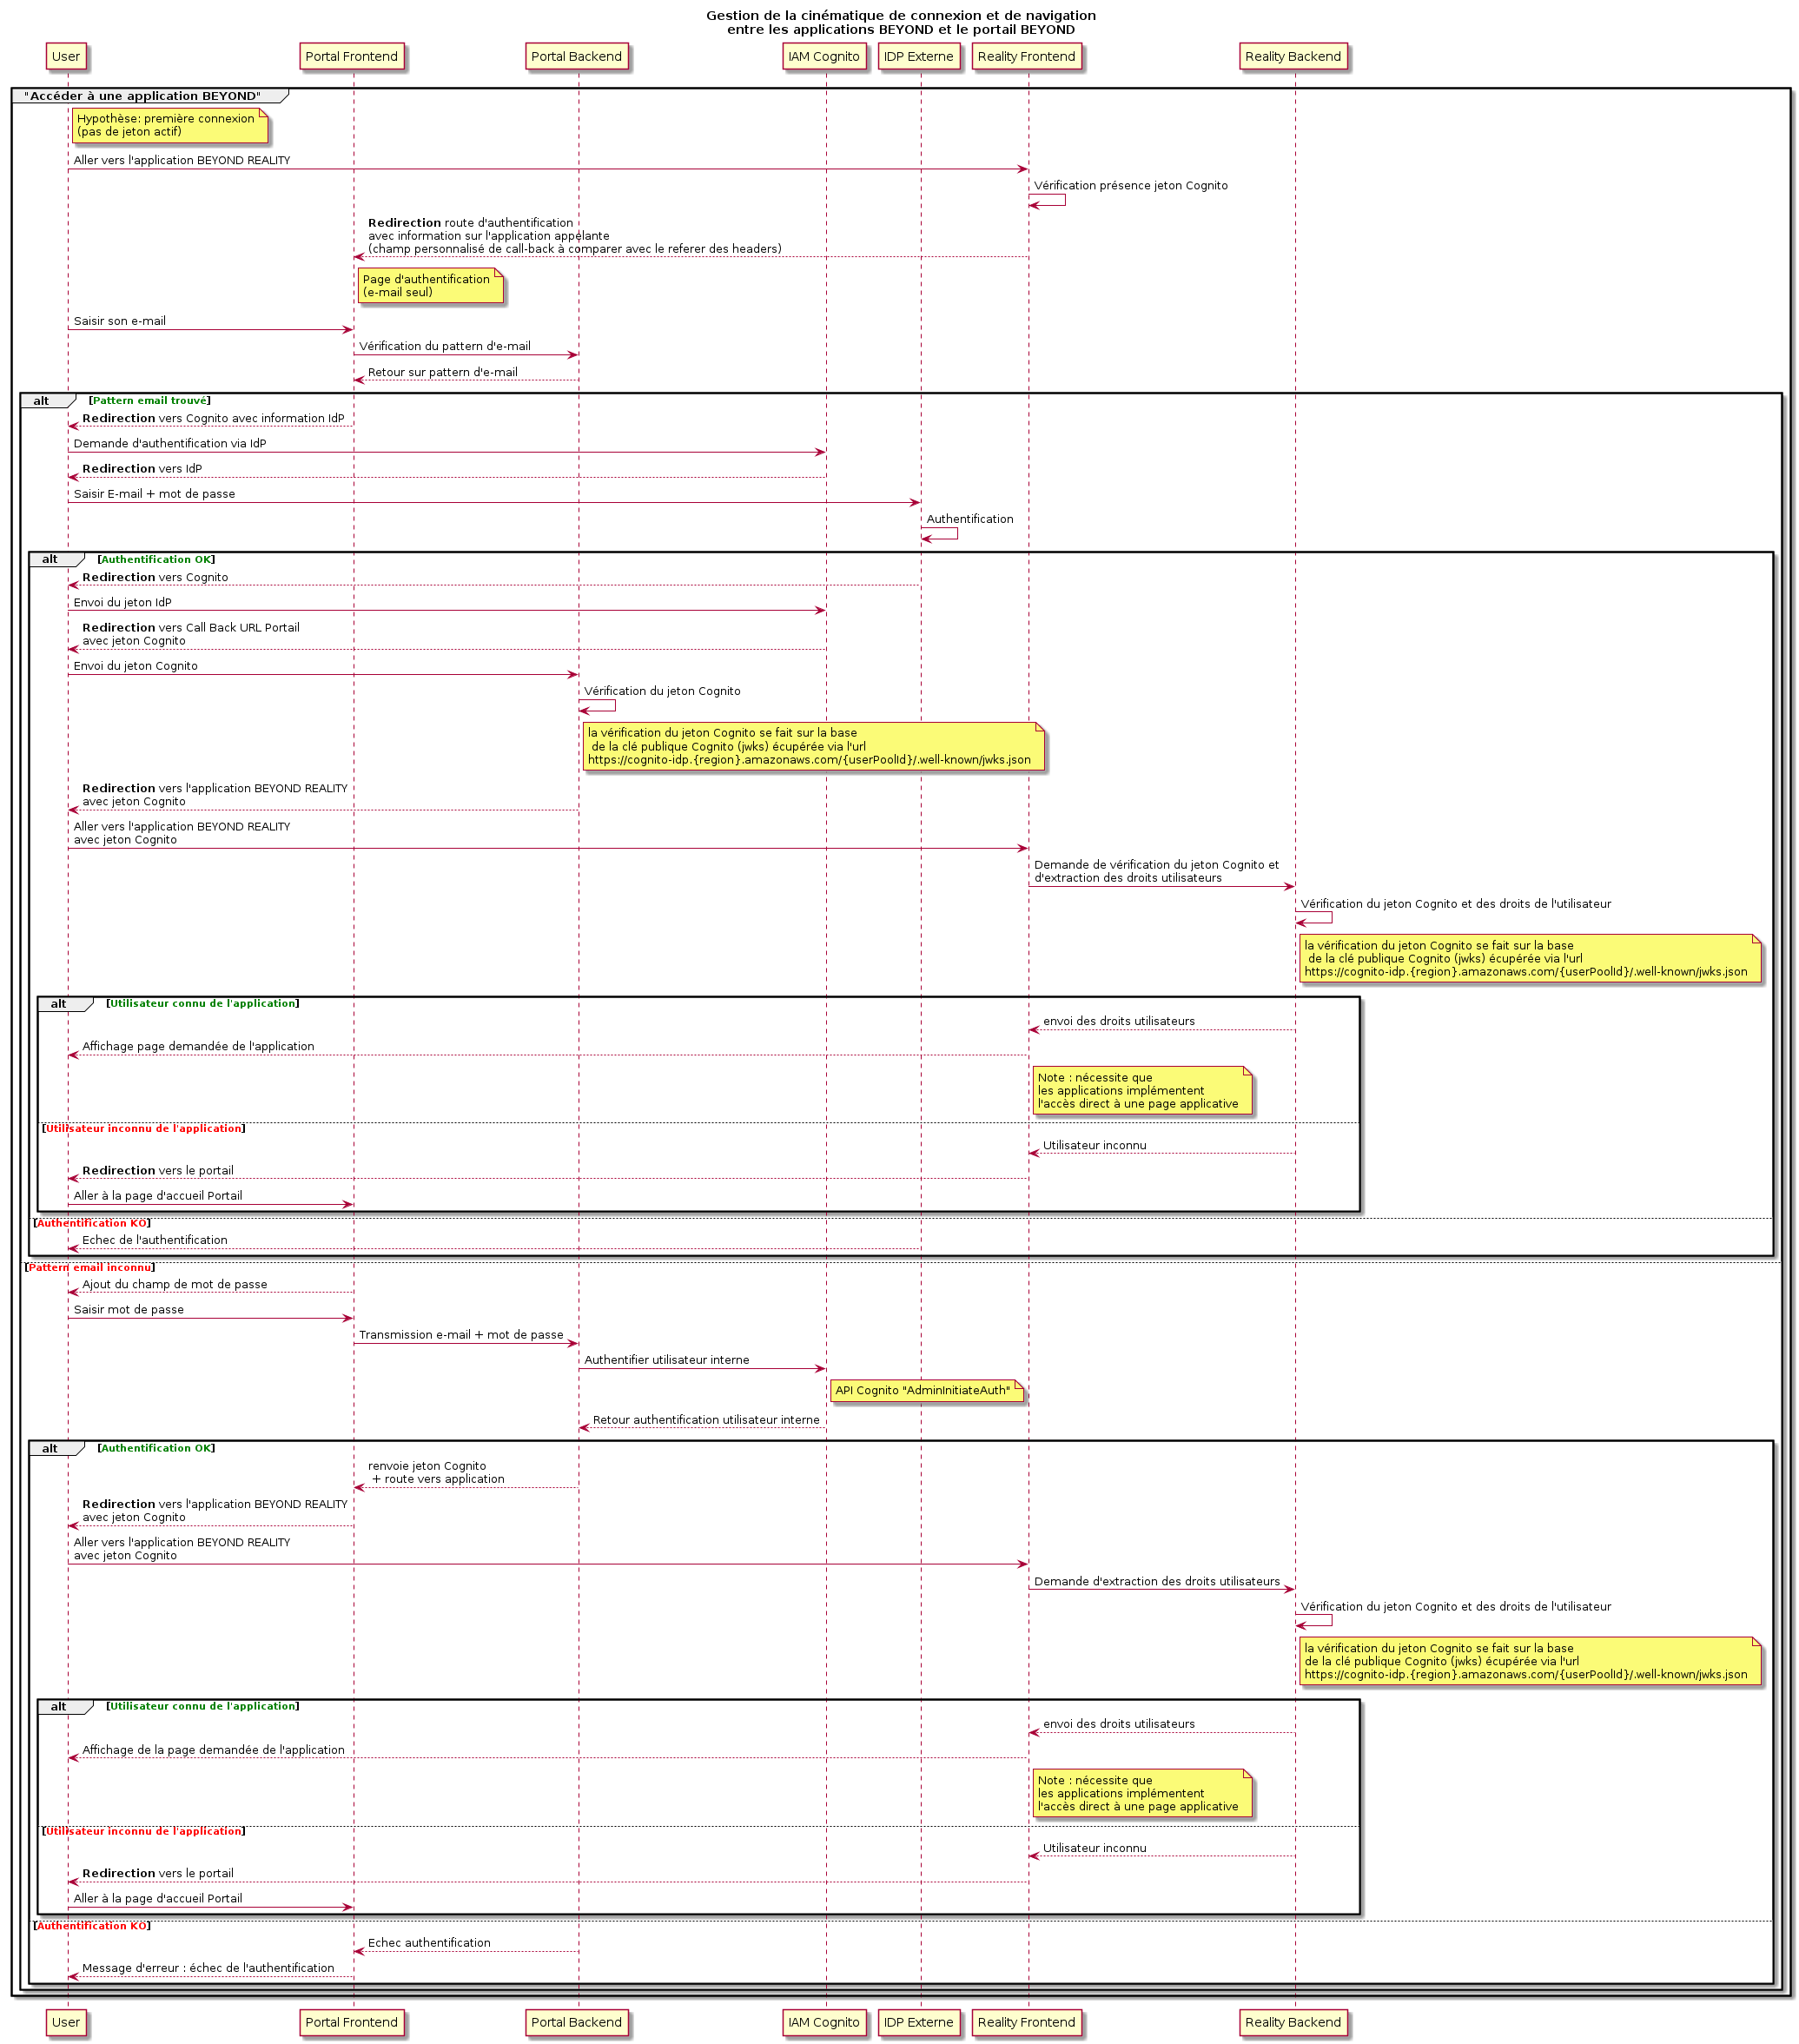 Gestion de la cinématique de connexion et de navigation
entre les applications BEYOND et le portail BEYOND
User
Portal Frontend
Portal Backend
IAM Cognito
IDP Externe
Reality Frontend
Reality Backend
"Accéder à une application BEYOND"
Hypothèse: première connexion
(pas de jeton actif)
Aller vers l'application BEYOND REALITY
Vérification présence jeton Cognito
Redirection route d'authentification
avec information sur l'application appelante
(champ personnalisé de call-back à comparer avec le referer des headers)
Page d'authentification
(e-mail seul)
Saisir son e-mail
Vérification du pattern d'e-mail
Retour sur pattern d'e-mail
alt [Pattern email trouvé]
Redirection vers Cognito avec information IdP
Demande d'authentification via IdP
Redirection vers IdP
Saisir E-mail + mot de passe
Authentification
alt [Authentification OK]
Redirection vers Cognito
Envoi du jeton IdP
Redirection vers Call Back URL Portail
avec jeton Cognito
Envoi du jeton Cognito
Vérification du jeton Cognito
la vérification du jeton Cognito se fait sur la base
de la clé publique Cognito (jwks) écupérée via l'url
https://cognito-idp.{region}.amazonaws.com/{userPoolId}/.well-known/jwks.json
Redirection vers l'application BEYOND REALITY
avec jeton Cognito
Aller vers l'application BEYOND REALITY
avec jeton Cognito
Demande de vérification du jeton Cognito et
d'extraction des droits utilisateurs
Vérification du jeton Cognito et des droits de l'utilisateur
la vérification du jeton Cognito se fait sur la base
de la clé publique Cognito (jwks) écupérée via l'url
https://cognito-idp.{region}.amazonaws.com/{userPoolId}/.well-known/jwks.json
alt [Utilisateur connu de l'application]
envoi des droits utilisateurs
Affichage page demandée de l'application
Note : nécessite que
les applications implémentent
l'accès direct à une page applicative
[Utilisateur inconnu de l'application]
Utilisateur inconnu
Redirection vers le portail
Aller à la page d'accueil Portail
[Authentification KO]
Echec de l'authentification
[Pattern email inconnu]
Ajout du champ de mot de passe
Saisir mot de passe
Transmission e-mail + mot de passe
Authentifier utilisateur interne
API Cognito "AdminInitiateAuth"
Retour authentification utilisateur interne
alt [Authentification OK]
renvoie jeton Cognito
+ route vers application
Redirection vers l'application BEYOND REALITY
avec jeton Cognito
Aller vers l'application BEYOND REALITY
avec jeton Cognito
Demande d'extraction des droits utilisateurs
Vérification du jeton Cognito et des droits de l'utilisateur
la vérification du jeton Cognito se fait sur la base
de la clé publique Cognito (jwks) écupérée via l'url
https://cognito-idp.{region}.amazonaws.com/{userPoolId}/.well-known/jwks.json
alt [Utilisateur connu de l'application]
envoi des droits utilisateurs
Affichage de la page demandée de l'application
Note : nécessite que
les applications implémentent
l'accès direct à une page applicative
[Utilisateur inconnu de l'application]
Utilisateur inconnu
Redirection vers le portail
Aller à la page d'accueil Portail
[Authentification KO]
Echec authentification
Message d'erreur : échec de l'authentification
User
Portal Frontend
Portal Backend
IAM Cognito
IDP Externe
Reality Frontend
Reality Backend